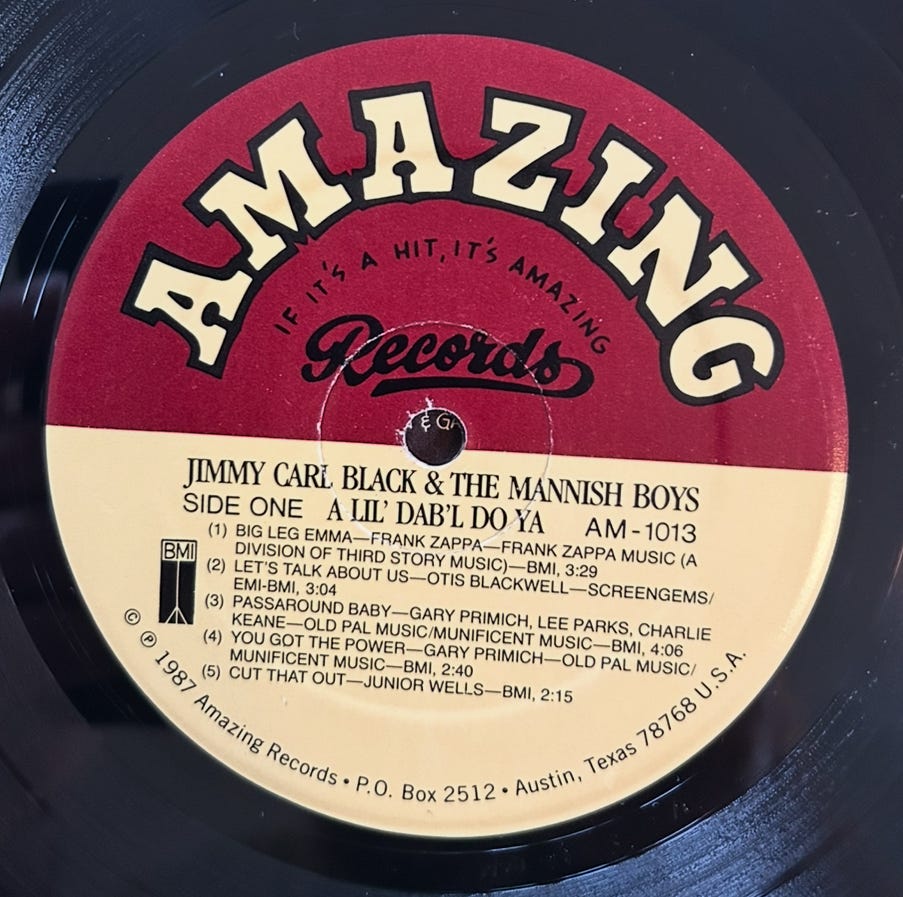 AMAZING
IF IT'S A HIT, IT'S AMAZING
Records
JIMMY CARL BLACK & THE MANNISH BOYS
SIDE ONE A LIL' DAB'L DO YA AM-1013
(1) BIG LEG EMMA—FRANK ZAPPA—FRANK ZAPPA MUSIC (A
DIVISION OF THIRD STORY MUSIC)—BMI, 3:29
(2) LET'S TALK ABOUT US—OTIS BLACKWELL—SCREENGEMS/
EMI-BMI, 3:04
(3) PASSAROUND BABY—GARY PRIMICH, LEE PARKS, CHARLIE
KEANE—OLD PAL MUSIC/MUNIFICENT MUSIC—BMI, 4:06
(4) YOU GOT THE POWER—GARY PRIMICH—OLD PAL MUSIC/
MUNIFICENT MUSIC—BMI, 2:40
(5) CUT THAT OUT—JUNIOR WELLS—BMI, 2:15
BMI
© ℗ 1987 Amazing Records • P.O. Box 2512 • Austin, Texas 78768 U.S.A.